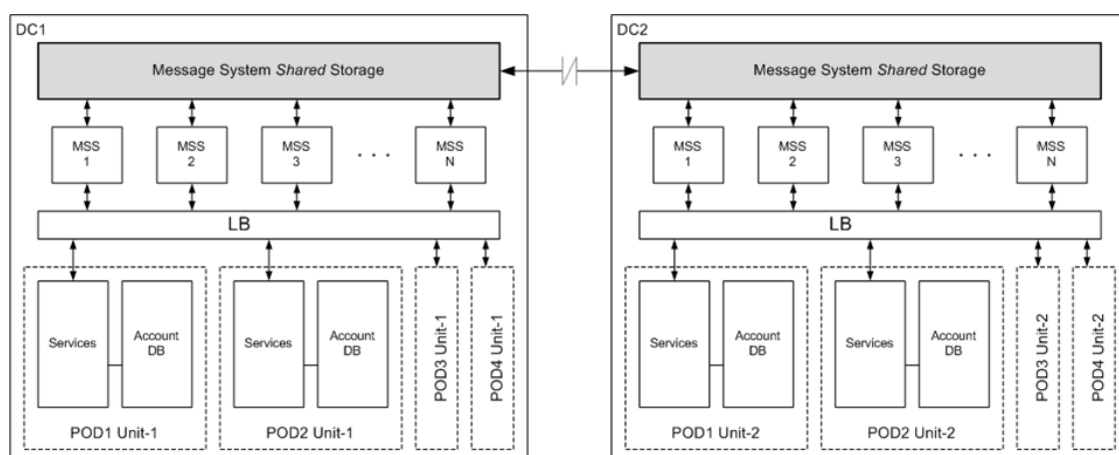 DC1
Message System Shared Storage
MSS
1
MSS
2
MSS
3
. . .
MSS
N
LB
Services
Account
DB
POD1 Unit-1
Services
Account
DB
POD2 Unit-1
POD3 Unit-1
POD4 Unit-1
DC2
Message System Shared Storage
MSS
1
MSS
2
MSS
3
. . .
MSS
N
LB
Services
Account
DB
POD1 Unit-2
Services
Account
DB
POD2 Unit-2
POD3 Unit-2
POD4 Unit-2